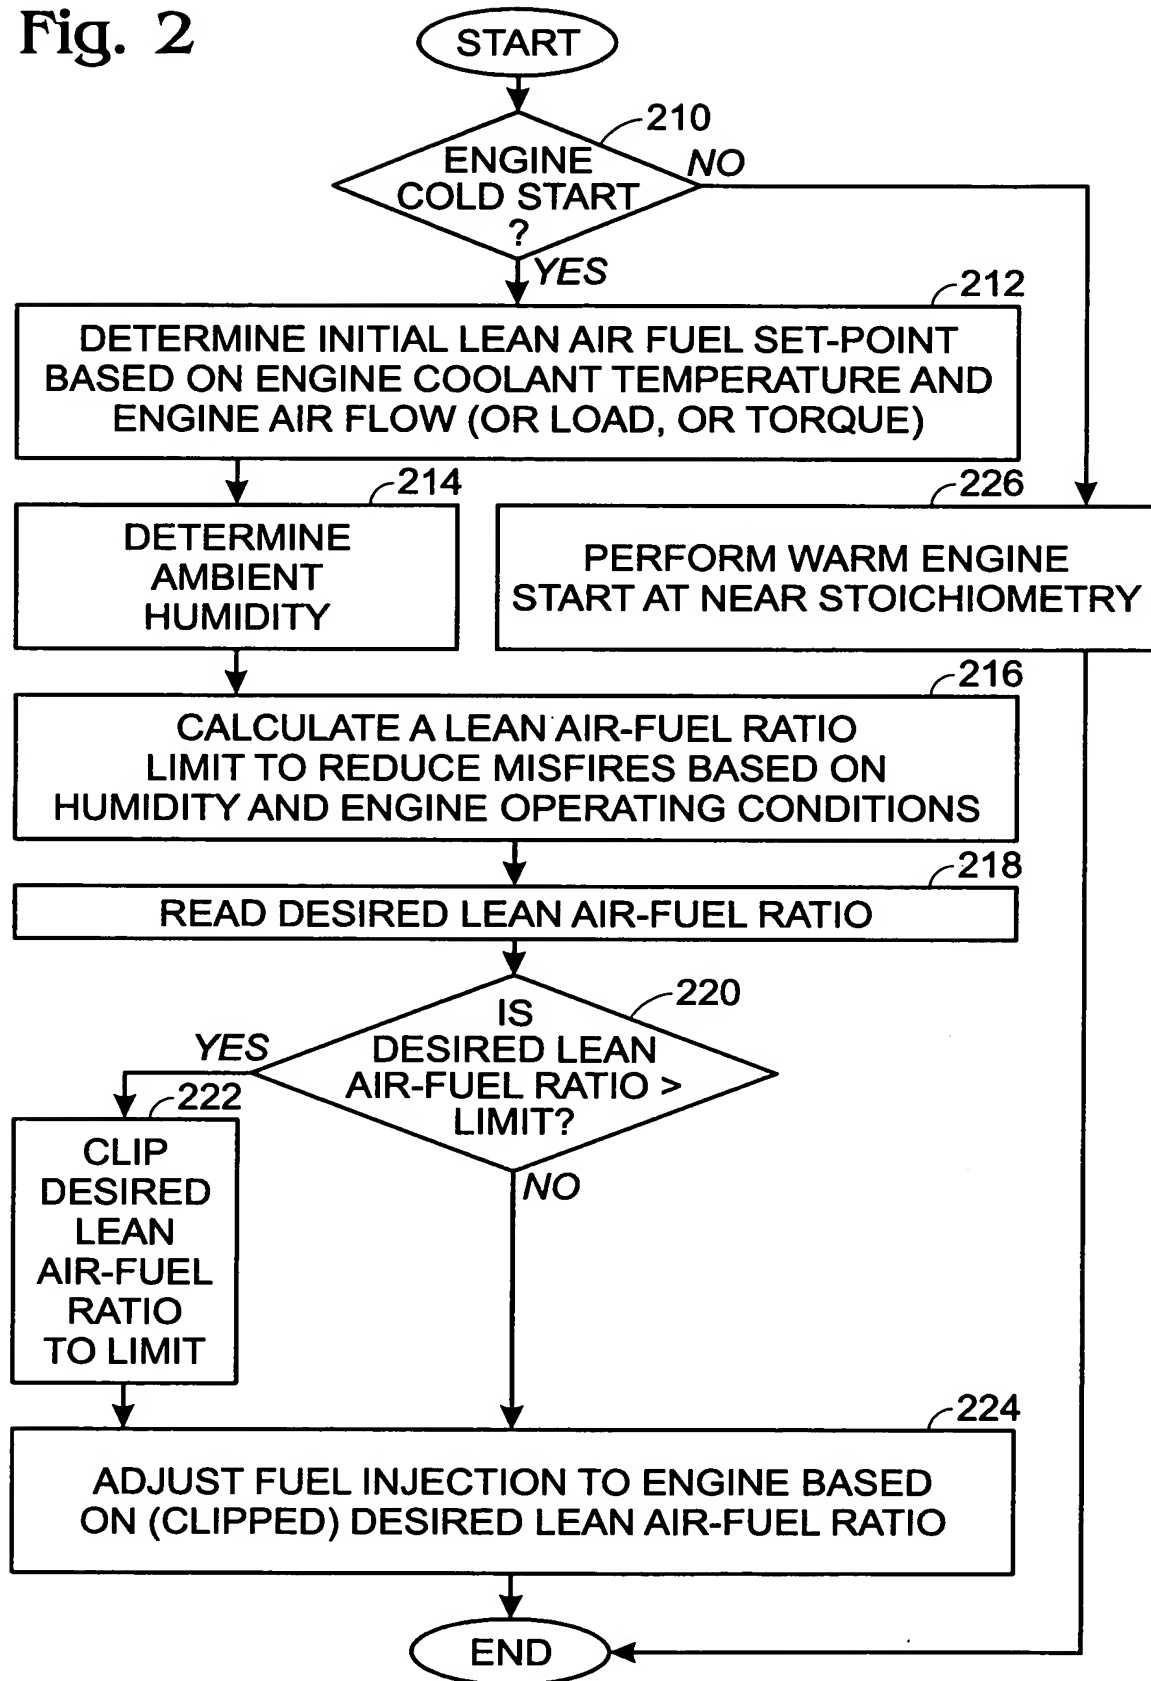 Fig. 2
START
210
ENGINE
COLD START
?
NO
YES
212
DETERMINE INITIAL LEAN AIR FUEL SET-POINT
BASED ON ENGINE COOLANT TEMPERATURE AND
ENGINE AIR FLOW (OR LOAD, OR TORQUE)
214
DETERMINE
AMBIENT
HUMIDITY
226
PERFORM WARM ENGINE
START AT NEAR STOICHIOMETRY
216
CALCULATE A LEAN AIR-FUEL RATIO
LIMIT TO REDUCE MISFIRES BASED ON
HUMIDITY AND ENGINE OPERATING CONDITIONS
218
READ DESIRED LEAN AIR-FUEL RATIO
220
IS
DESIRED LEAN
AIR-FUEL RATIO >
LIMIT?
YES
NO
222
CLIP
DESIRED
LEAN
AIR-FUEL
RATIO
TO LIMIT
224
ADJUST FUEL INJECTION TO ENGINE BASED
ON (CLIPPED) DESIRED LEAN AIR-FUEL RATIO
END